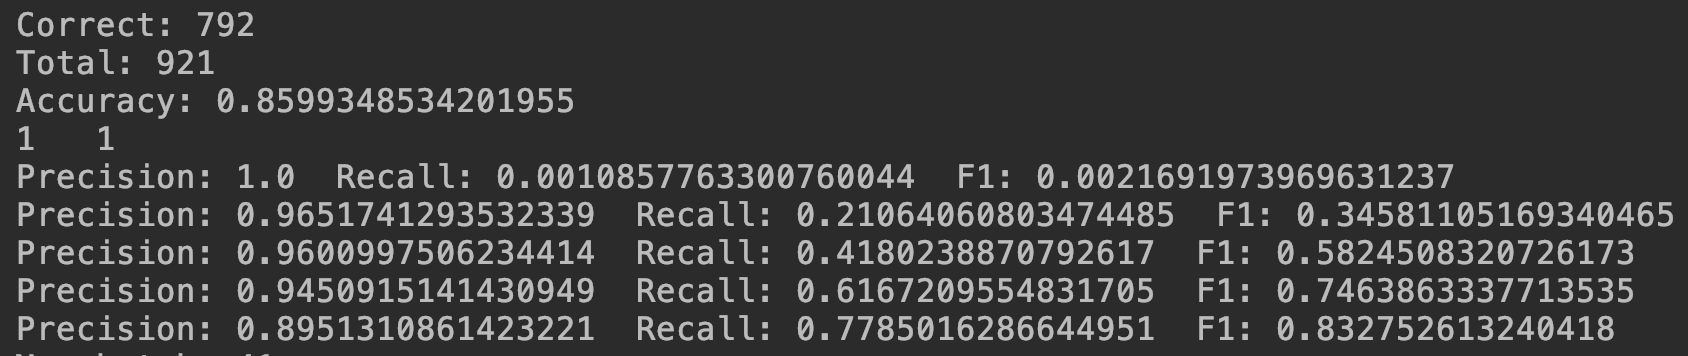 Correct: 792
Total: 921
Accuracy: 0.8599348534201955
1   1
Precision: 1.0  Recall: 0.0010857763300760044  F1: 0.0021691973969631237
Precision: 0.9651741293532339  Recall: 0.21064060803474485  F1: 0.34581105169340465
Precision: 0.9600997506234414  Recall: 0.4180238870792617  F1: 0.5824508320726173
Precision: 0.9450915141430949  Recall: 0.6167209554831705  F1: 0.7463863337713535
Precision: 0.8951310861423221  Recall: 0.7785016286644951  F1: 0.832752613240418